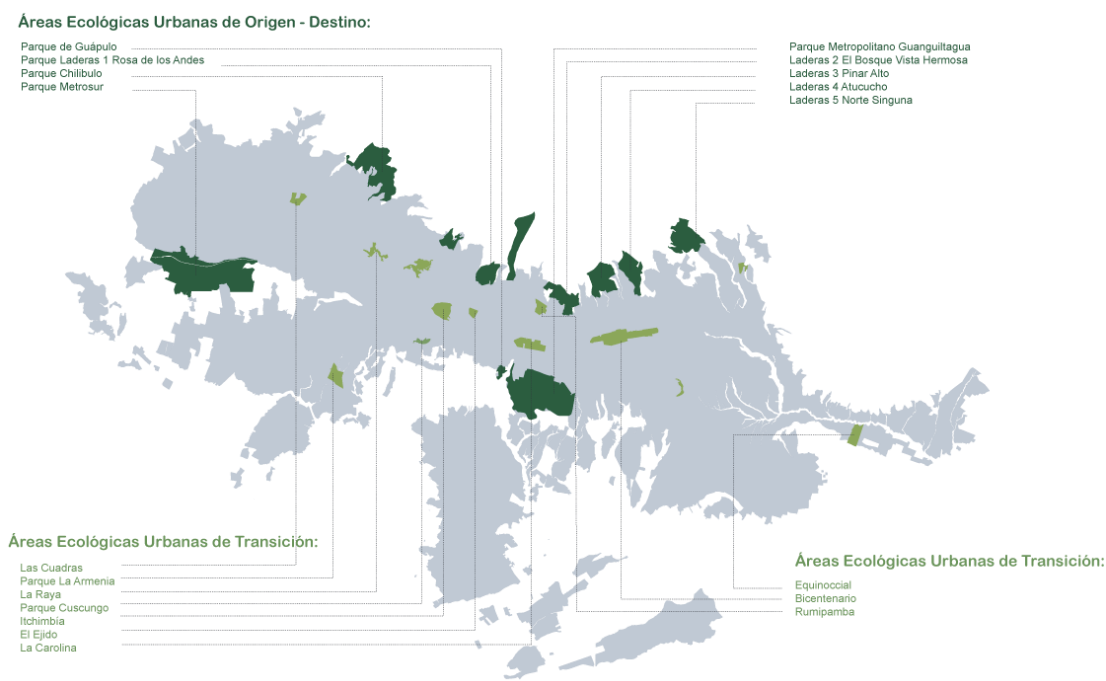 Áreas Ecológicas Urbanas de Origen - Destino:
Parque de Guápulo
Parque Laderas 1 Rosa de los Andes
Parque Chilibulo
Parque Metrosur
Parque Metropolitano Guanguiltagua
Laderas 2 El Bosque Vista Hermosa
Laderas 3 Pinar Alto
Laderas 4 Atucucho
Laderas 5 Norte Singuna
Áreas Ecológicas Urbanas de Transición:
Las Cuadras
Parque La Armenia
La Raya
Parque Cuscungo
Itchimbía
El Ejido
La Carolina
Áreas Ecológicas Urbanas de Transición:
Equinoccial
Bicentenario
Rumipamba